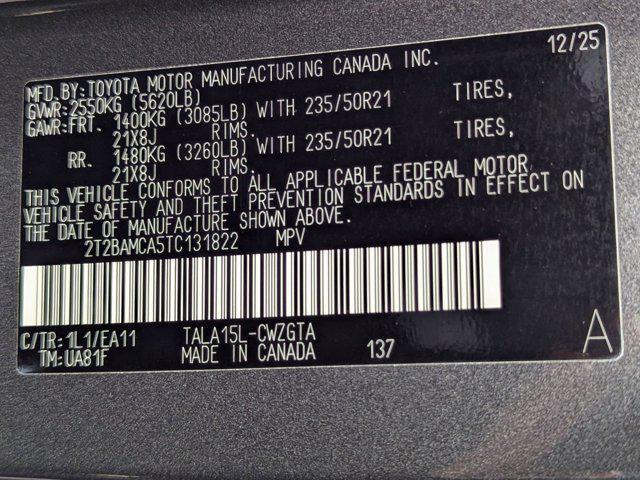 12/25
MFD.BY:TOYOTA MOTOR MANUFACTURING CANADA INC.
GVWR:2550KG (5620LB)
GAWR:FRT. 1400KG (3085LB) WITH 235/50R21 TIRES,
21X8J RIMS.
RR. 1480KG (3260LB) WITH 235/50R21 TIRES,
21X8J RIMS.
THIS VEHICLE CONFORMS TO ALL APPLICABLE FEDERAL MOTOR
VEHICLE SAFETY AND THEFT PREVENTION STANDARDS IN EFFECT ON
THE DATE OF MANUFACTURE SHOWN ABOVE.
2T2BAMCA5TC131822 MPV
C/TR:1L1/EA11 TALA15L-CWZGTA A
TM:UA81F MADE IN CANADA 137